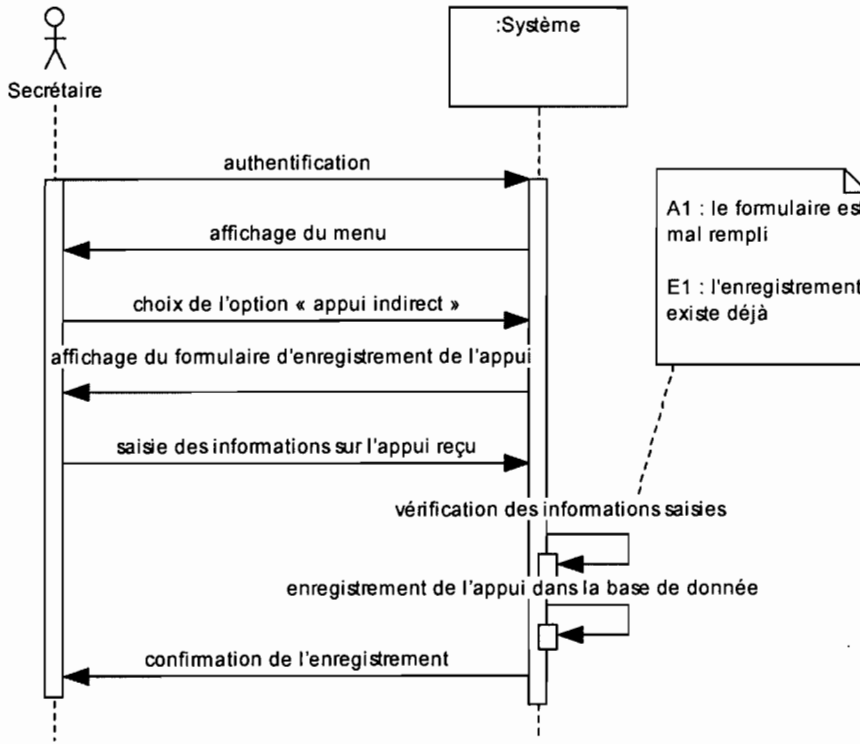 :Système
Secrétaire
authentification
affichage du menu
A1 : le formulaire est
mal rempli
E1 : l'enregistrement
existe déjà
choix de l'option « appui indirect »
affichage du formulaire d'enregistrement de l'appui
saisie des informations sur l'appui reçu
vérification des informations saisies
enregistrement de l'appui dans la base de donnée
confirmation de l'enregistrement